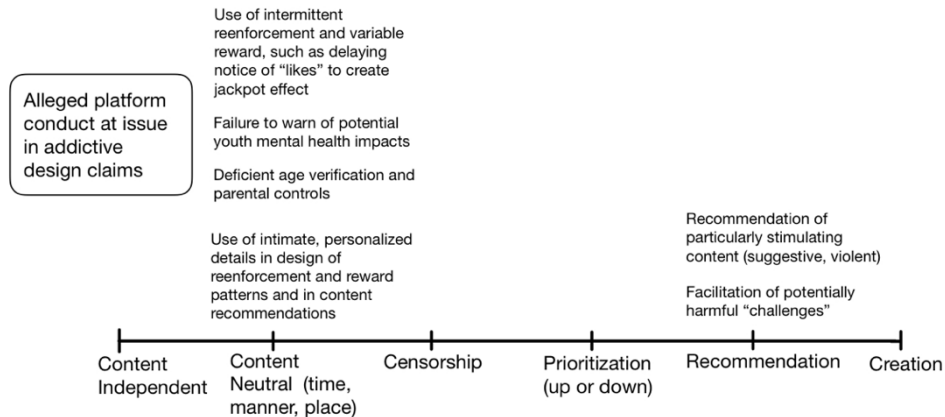 Alleged platform
conduct at issue
in addictive
design claims
Use of intermittent
reenforcement and variable
reward, such as delaying
notice of “likes” to create
jackpot effect
Failure to warn of potential
youth mental health impacts
Deficient age verification and
parental controls
Use of intimate, personalized
details in design of
reenforcement and reward
patterns and in content
recommendations
Recommendation of
particularly stimulating
content (suggestive, violent)
Facilitation of potentially
harmful “challenges”
Content
Independent
Content
Neutral (time,
manner, place)
Censorship
Prioritization
(up or down)
Recommendation
Creation